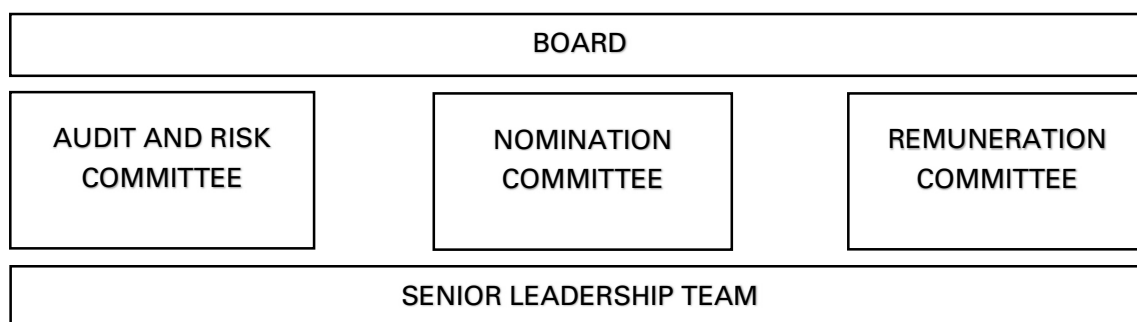 BOARD
AUDIT AND RISK
COMMITTEE
NOMINATION
COMMITTEE
REMUNERATION
COMMITTEE
SENIOR LEADERSHIP TEAM